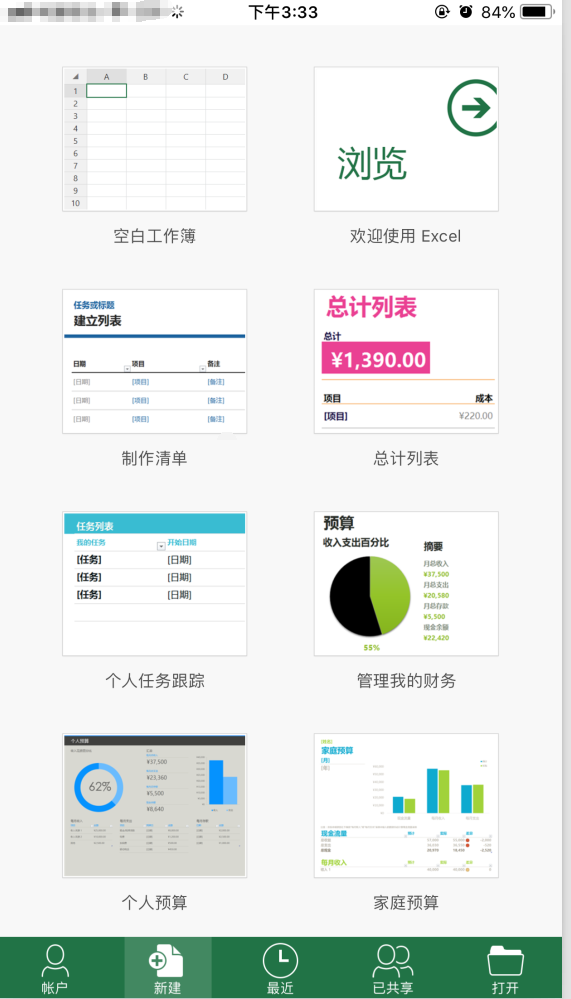 下午3:33
84%
A B C D
1
2
3
4
5
6
7
8
9
10
浏览
空白工作簿
欢迎使用 Excel
任务或标题
建立列表
日期 项目 备注
[日期] [项目] [备注]
[日期] [项目] [备注]
[日期] [项目] [备注]
总计列表
总计
¥1,390.00
项目 成本
[项目] ¥220.00
制作清单
总计列表
任务列表
我的任务 开始日期
[任务] [日期]
[任务] [日期]
[任务] [日期]
预算
收入支出百分比
55%
摘要
月总收入
¥37,500
月总支出
¥20,580
月总存款
¥5,500
现金余额
¥22,420
个人任务跟踪
管理我的财务
个人预算
62%
¥37,500
¥23,360
¥5,500
¥8,640
家庭预算
[月]
[年]
现金流量
每月收入
个人预算
家庭预算
帐户
新建
最近
已共享
打开